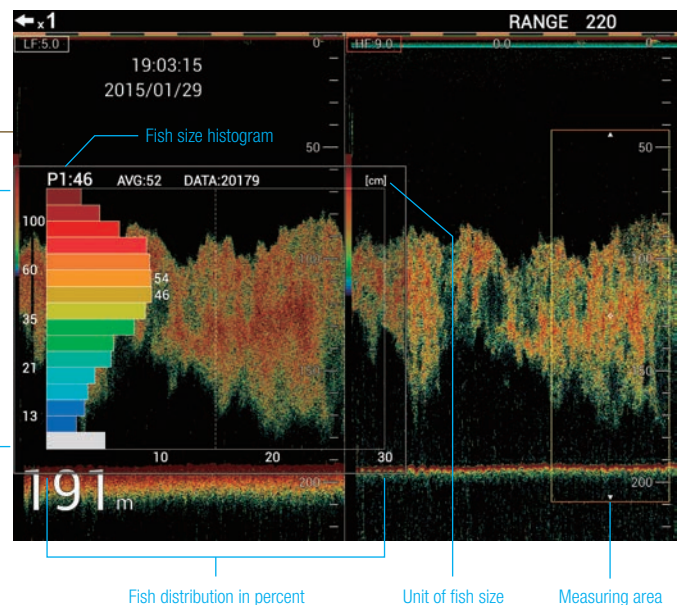 ←x1
RANGE 220
LF:5.0
0
HF:9.0
0.0
0
19:03:15
2015/01/29
Fish size histogram
50
50
P1:46 AVG:52 DATA:20179 [cm]
100
100
100
60
54
46
35
150
150
21
13
10 20 30
191m
200
200
Fish distribution in percent
Unit of fish size
Measuring area